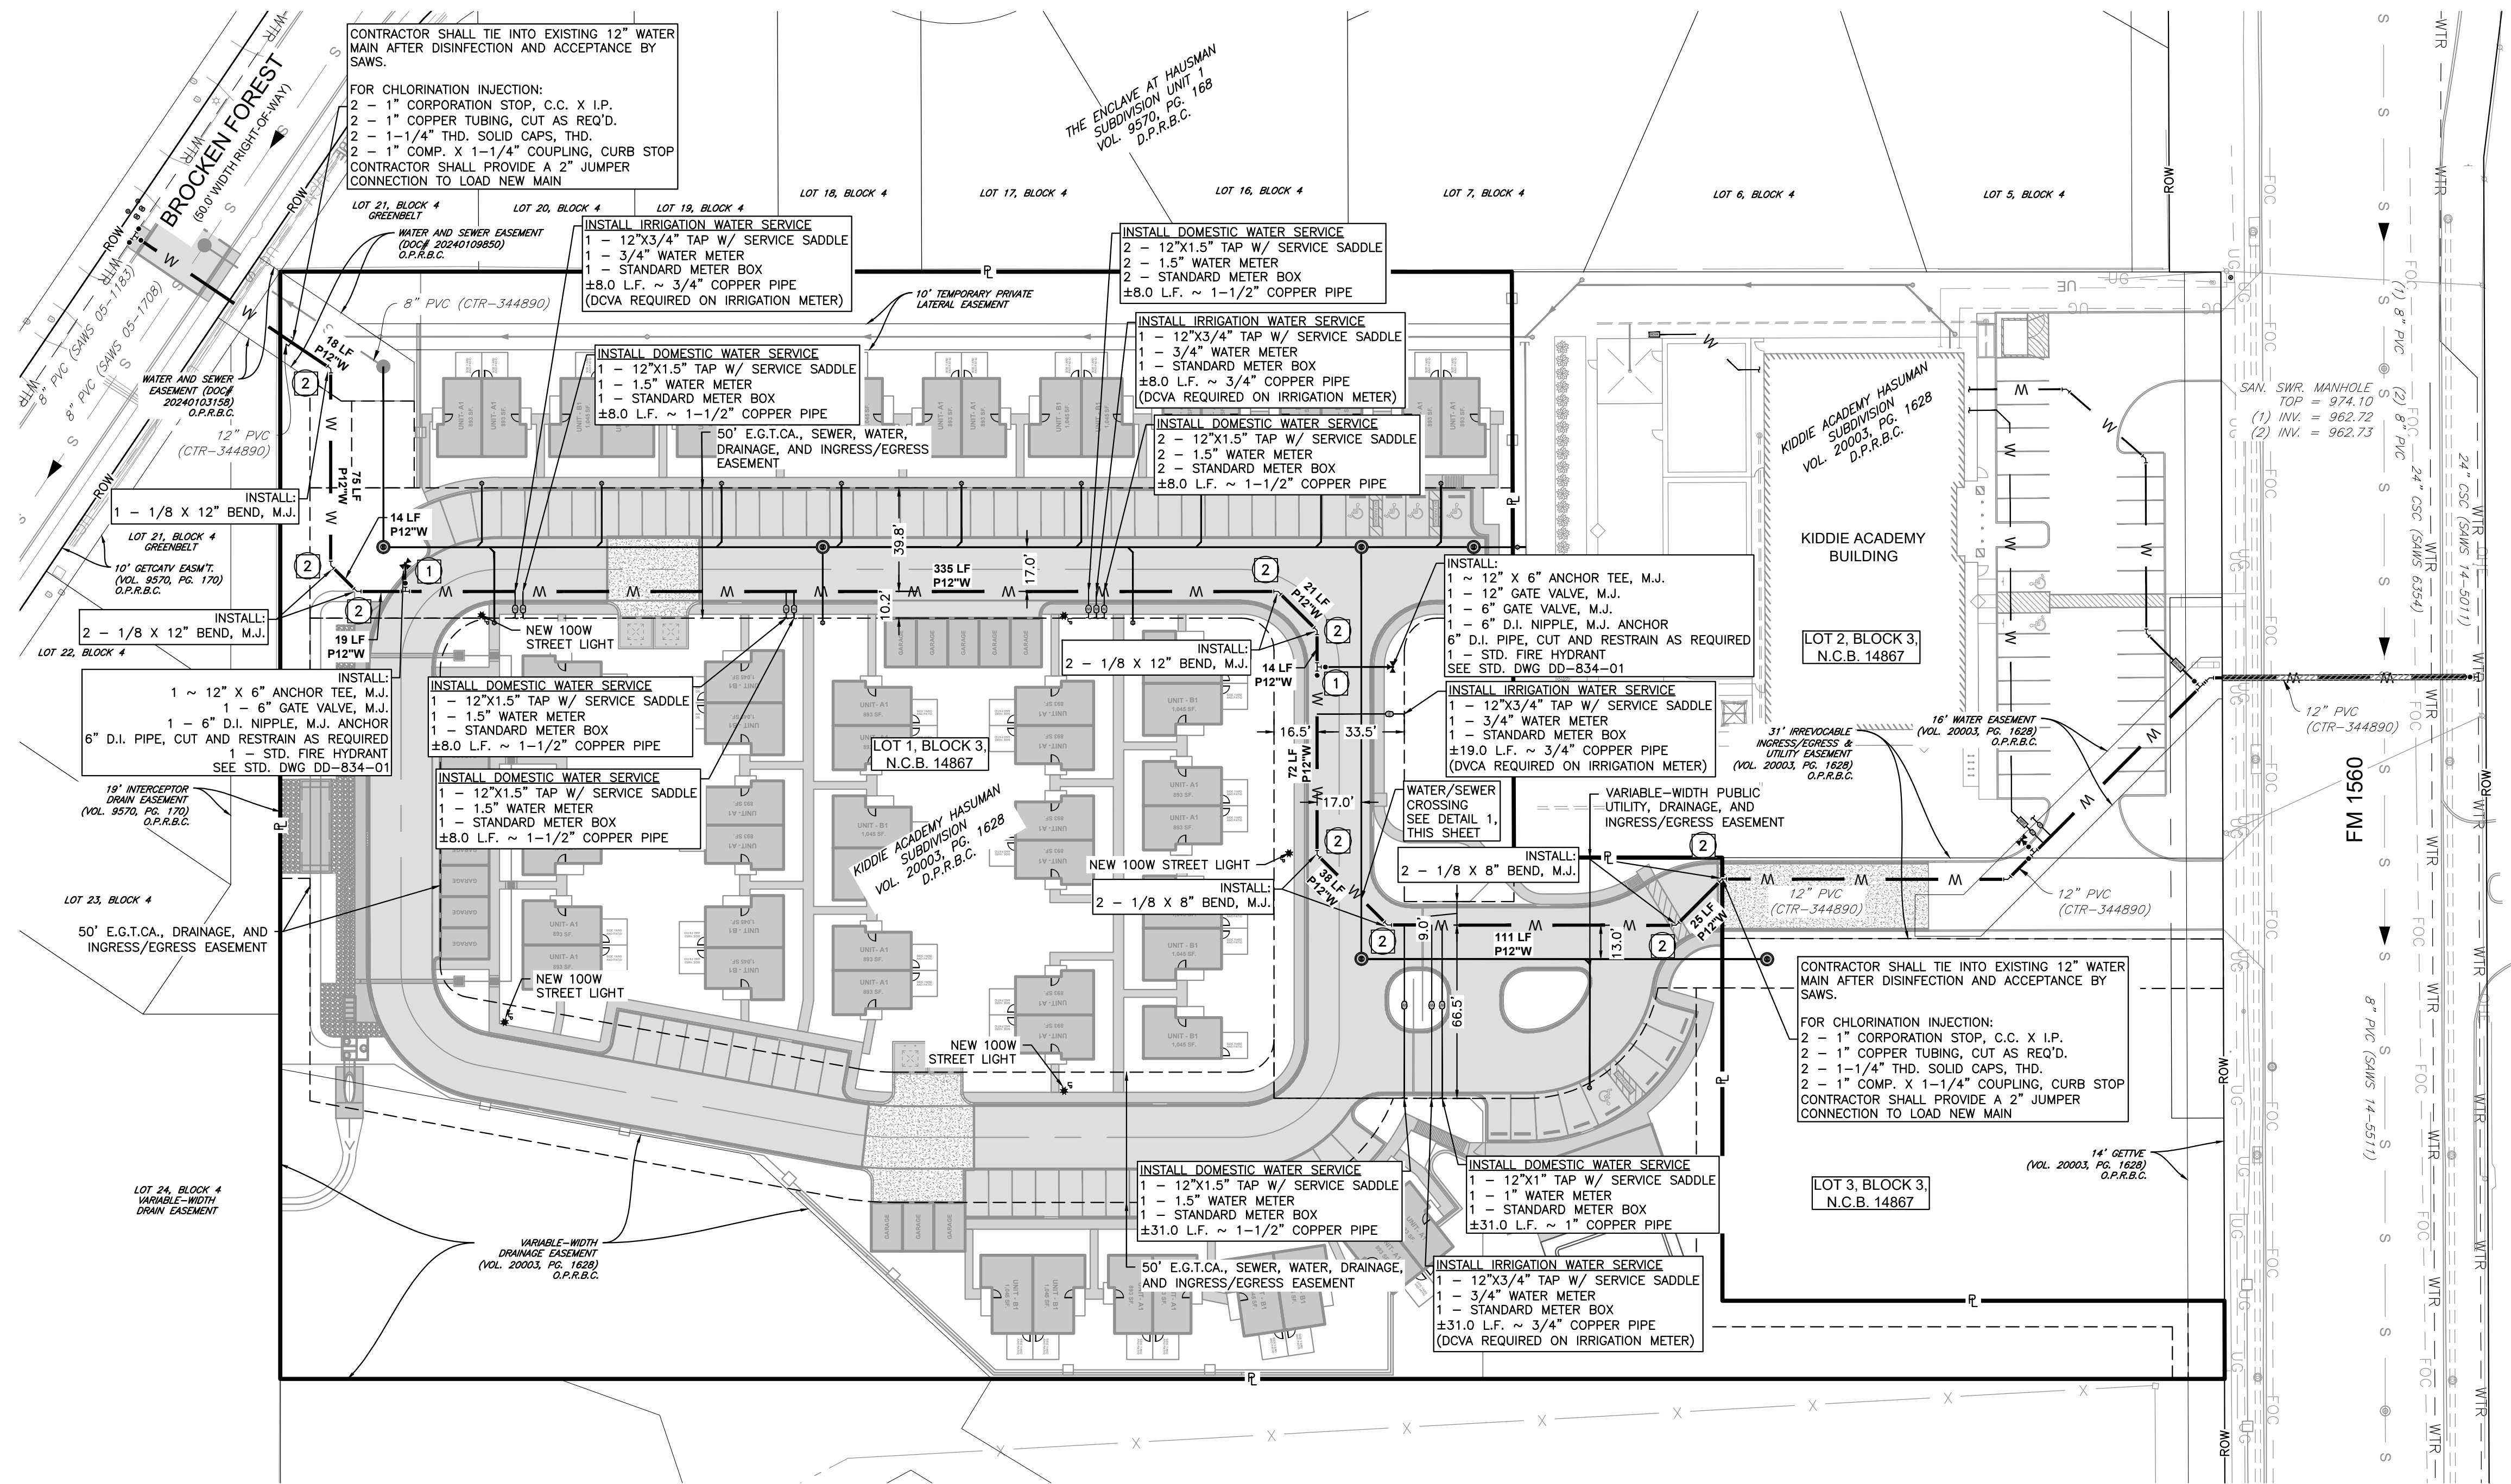 CONTRACTOR SHALL TIE INTO EXISTING 12" WATER
MAIN AFTER DISINFECTION AND ACCEPTANCE BY
SAWS.
FOR CHLORINATION INJECTION:
2 – 1" CORPORATION STOP, C.C. X I.P.
2 – 1" COPPER TUBING, CUT AS REQ'D.
2 – 1-1/4" THD. SOLID CAPS, THD.
2 – 1" COMP. X 1-1/4" COUPLING, CURB STOP
CONTRACTOR SHALL PROVIDE A 2" JUMPER
CONNECTION TO LOAD NEW MAIN
BROCKEN FOREST
(50.0' WIDTH RIGHT-OF-WAY)
8" PVC (SAWS 05-1183)
8" PVC (SAWS 05-1708)
THE ENCLAVE AT HAUSMAN
SUBDIVISION UNIT 1
VOL. 9570, PG. 168
D.P.R.B.C.
LOT 21, BLOCK 4
GREENBELT
LOT 20, BLOCK 4
LOT 19, BLOCK 4
LOT 18, BLOCK 4
LOT 17, BLOCK 4
LOT 16, BLOCK 4
LOT 7, BLOCK 4
LOT 6, BLOCK 4
LOT 5, BLOCK 4
WATER AND SEWER EASEMENT
(DOC# 20240109850)
O.P.R.B.C.
8" PVC (CTR-344890)
INSTALL IRRIGATION WATER SERVICE
1 – 12"X3/4" TAP W/ SERVICE SADDLE
1 – 3/4" WATER METER
1 – STANDARD METER BOX
±8.0 L.F. ~ 3/4" COPPER PIPE
(DCVA REQUIRED ON IRRIGATION METER)
10' TEMPORARY PRIVATE
LATERAL EASEMENT
INSTALL DOMESTIC WATER SERVICE
2 – 12"X1.5" TAP W/ SERVICE SADDLE
2 – 1.5" WATER METER
2 – STANDARD METER BOX
±8.0 L.F. ~ 1-1/2" COPPER PIPE
INSTALL IRRIGATION WATER SERVICE
1 – 12"X3/4" TAP W/ SERVICE SADDLE
1 – 3/4" WATER METER
1 – STANDARD METER BOX
±8.0 L.F. ~ 3/4" COPPER PIPE
(DCVA REQUIRED ON IRRIGATION METER)
INSTALL DOMESTIC WATER SERVICE
2 – 12"X1.5" TAP W/ SERVICE SADDLE
2 – 1.5" WATER METER
2 – STANDARD METER BOX
±8.0 L.F. ~ 1-1/2" COPPER PIPE
INSTALL DOMESTIC WATER SERVICE
1 – 12"X1.5" TAP W/ SERVICE SADDLE
1 – 1.5" WATER METER
1 – STANDARD METER BOX
±8.0 L.F. ~ 1-1/2" COPPER PIPE
50' E.G.T.CA., SEWER, WATER,
DRAINAGE, AND INGRESS/EGRESS
EASEMENT
18 LF
P12"W
WATER AND SEWER
EASEMENT (DOC#
20240103158)
O.P.R.B.C.
12" PVC
(CTR-344890)
75 LF
P12"W
INSTALL:
1 – 1/8 X 12" BEND, M.J.
14 LF
P12"W
LOT 21, BLOCK 4
GREENBELT
10' GETCATV EASM'T.
(VOL. 9570, PG. 170)
O.P.R.B.C.
INSTALL:
2 – 1/8 X 12" BEND, M.J.
LOT 22, BLOCK 4
19 LF
P12"W
INSTALL:
1 ~ 12" X 6" ANCHOR TEE, M.J.
1 – 6" GATE VALVE, M.J.
1 – 6" D.I. NIPPLE, M.J. ANCHOR
6" D.I. PIPE, CUT AND RESTRAIN AS REQUIRED
1 – STD. FIRE HYDRANT
SEE STD. DWG DD-834-01
335 LF
P12"W
39.8'
17.0'
10.2'
NEW 100W
STREET LIGHT
INSTALL DOMESTIC WATER SERVICE
1 – 12"X1.5" TAP W/ SERVICE SADDLE
1 – 1.5" WATER METER
1 – STANDARD METER BOX
±8.0 L.F. ~ 1-1/2" COPPER PIPE
INSTALL DOMESTIC WATER SERVICE
1 – 12"X1.5" TAP W/ SERVICE SADDLE
1 – 1.5" WATER METER
1 – STANDARD METER BOX
±8.0 L.F. ~ 1-1/2" COPPER PIPE
21 LF
P12"W
INSTALL:
2 – 1/8 X 12" BEND, M.J.
14 LF
P12"W
INSTALL:
1 ~ 12" X 6" ANCHOR TEE, M.J.
1 – 12" GATE VALVE, M.J.
1 – 6" GATE VALVE, M.J.
1 – 6" D.I. NIPPLE, M.J. ANCHOR
6" D.I. PIPE, CUT AND RESTRAIN AS REQUIRED
1 – STD. FIRE HYDRANT
SEE STD. DWG DD-834-01
INSTALL IRRIGATION WATER SERVICE
1 – 12"X3/4" TAP W/ SERVICE SADDLE
1 – 3/4" WATER METER
1 – STANDARD METER BOX
±19.0 L.F. ~ 3/4" COPPER PIPE
(DVCA REQUIRED ON IRRIGATION METER)
16.5'
33.5'
72 LF
P12"W
17.0'
WATER/SEWER
CROSSING
SEE DETAIL 1,
THIS SHEET
KIDDIE ACADEMY HASUMAN
SUBDIVISION
VOL. 20003, PG. 1628
D.P.R.B.C.
KIDDIE ACADEMY
BUILDING
LOT 2, BLOCK 3,
N.C.B. 14867
SAN. SWR. MANHOLE
TOP = 974.10
(1) INV. = 962.72
(2) INV. = 962.73
(1) 8" PVC
(2) 8" PVC
24" CSC (SAWS 6354)
24" CSC (SAWS 14-5011)
12" PVC
(CTR-344890)
31' IRREVOCABLE
INGRESS/EGRESS &
UTILITY EASEMENT
(VOL. 20003, PG. 1628)
O.P.R.B.C.
16' WATER EASEMENT
(VOL. 20003, PG. 1628)
O.P.R.B.C.
FM 1560
VARIABLE-WIDTH PUBLIC
UTILITY, DRAINAGE, AND
INGRESS/EGRESS EASEMENT
LOT 1, BLOCK 3,
N.C.B. 14867
KIDDIE ACADEMY HASUMAN
SUBDIVISION
VOL. 20003, PG. 1628
D.P.R.B.C.
19' INTERCEPTOR
DRAIN EASEMENT
(VOL. 9570, PG. 170)
O.P.R.B.C.
NEW 100W STREET LIGHT
INSTALL:
2 – 1/8 X 8" BEND, M.J.
INSTALL:
2 – 1/8 X 8" BEND, M.J.
38 LF
P12"W
9.0'
111 LF
P12"W
13.0'
25 LF
P12"W
66.5'
12" PVC
(CTR-344890)
12" PVC
(CTR-344890)
LOT 23, BLOCK 4
50' E.G.T.CA., DRAINAGE, AND
INGRESS/EGRESS EASEMENT
NEW 100W
STREET LIGHT
NEW 100W
STREET LIGHT
CONTRACTOR SHALL TIE INTO EXISTING 12" WATER
MAIN AFTER DISINFECTION AND ACCEPTANCE BY
SAWS.
FOR CHLORINATION INJECTION:
2 – 1" CORPORATION STOP, C.C. X I.P.
2 – 1" COPPER TUBING, CUT AS REQ'D.
2 – 1-1/4" THD. SOLID CAPS, THD.
2 – 1" COMP. X 1-1/4" COUPLING, CURB STOP
CONTRACTOR SHALL PROVIDE A 2" JUMPER
CONNECTION TO LOAD NEW MAIN
8" PVC (SAWS 14-5511)
14' GETTVE
(VOL. 20003, PG. 1628)
O.P.R.B.C.
LOT 3, BLOCK 3,
N.C.B. 14867
LOT 24, BLOCK 4
VARIABLE-WIDTH
DRAIN EASEMENT
VARIABLE-WIDTH
DRAINAGE EASEMENT
(VOL. 20003, PG. 1628)
O.P.R.B.C.
INSTALL DOMESTIC WATER SERVICE
1 – 12"X1.5" TAP W/ SERVICE SADDLE
1 – 1.5" WATER METER
1 – STANDARD METER BOX
±31.0 L.F. ~ 1-1/2" COPPER PIPE
INSTALL DOMESTIC WATER SERVICE
1 – 12"X1" TAP W/ SERVICE SADDLE
1 – 1" WATER METER
1 – STANDARD METER BOX
±31.0 L.F. ~ 1" COPPER PIPE
50' E.G.T.CA., SEWER, WATER, DRAINAGE,
AND INGRESS/EGRESS EASEMENT
INSTALL IRRIGATION WATER SERVICE
1 – 12"X3/4" TAP W/ SERVICE SADDLE
1 – 3/4" WATER METER
1 – STANDARD METER BOX
±31.0 L.F. ~ 3/4" COPPER PIPE
(DCVA REQUIRED ON IRRIGATION METER)